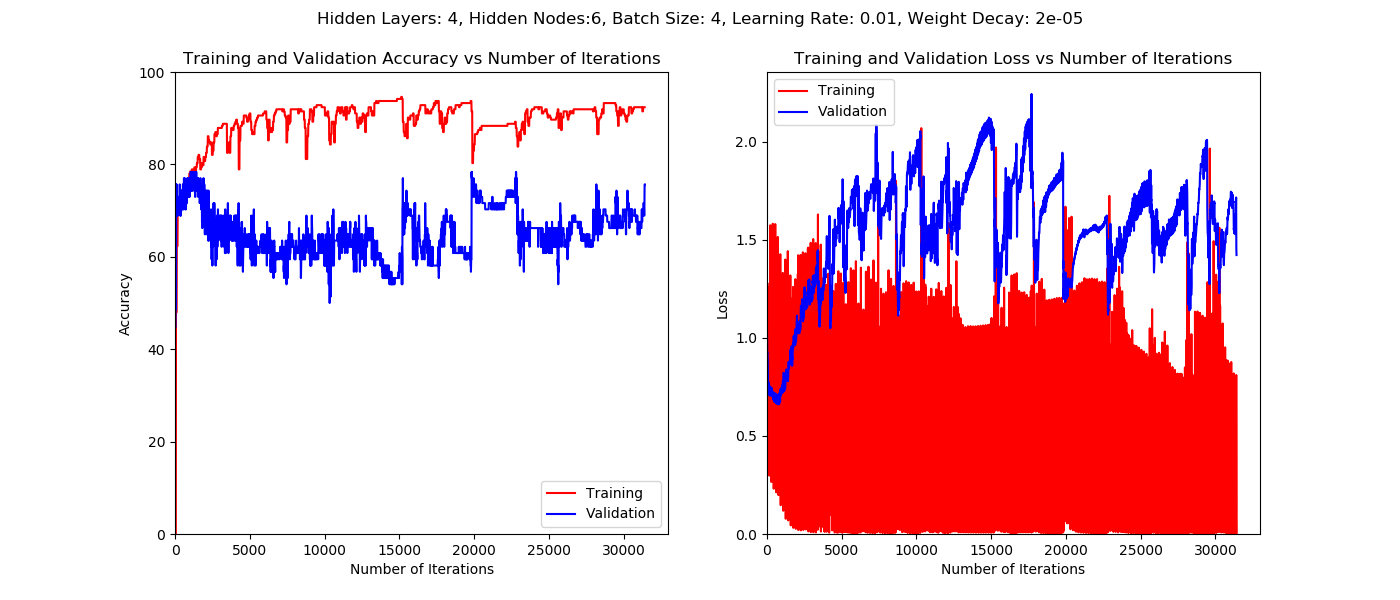 Hidden Layers: 4, Hidden Nodes:6, Batch Size: 4, Learning Rate: 0.01, Weight Decay: 2e-05
Training and Validation Accuracy vs Number of Iterations
100
80
60
40
20
0
Accuracy
0 5000 10000 15000 20000 25000 30000
Number of Iterations
Training
Validation
Training and Validation Loss vs Number of Iterations
Training
Validation
2.0
1.5
1.0
0.5
0.0
Loss
0 5000 10000 15000 20000 25000 30000
Number of Iterations